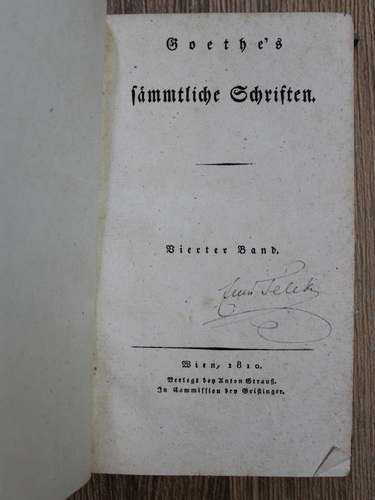 Goethe's
sämmtliche Schriften.
Vierter Band.
Wien, 1810.
Verlegt bey Anton Strauß.
In Commission bey Geistinger.